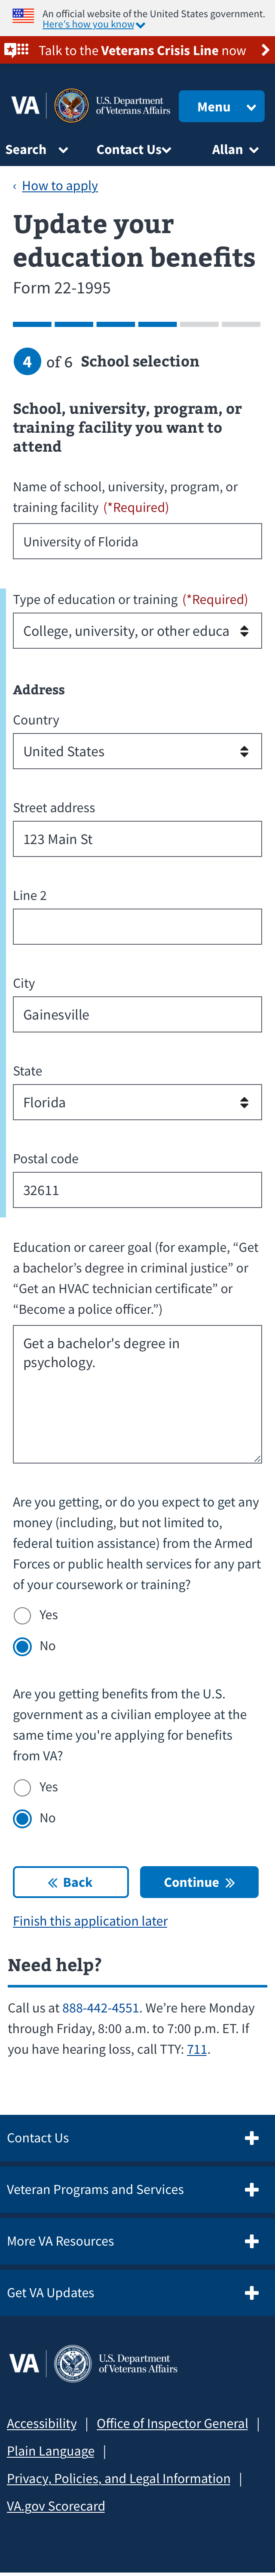 An official website of the United States government.
Here's how you know
Talk to the Veterans Crisis Line now
VA
U.S. Department
of Veterans Affairs
Menu
Search
Contact Us
Allan
‹ How to apply
Update your
education benefits
Form 22-1995
4 of 6 School selection
School, university, program, or
training facility you want to
attend
Name of school, university, program, or
training facility (*Required)
University of Florida
Type of education or training (*Required)
College, university, or other educa
Address
Country
United States
Street address
123 Main St
Line 2
City
Gainesville
State
Florida
Postal code
32611
Education or career goal (for example, “Get
a bachelor’s degree in criminal justice” or
“Get an HVAC technician certificate” or
“Become a police officer.”)
Get a bachelor's degree in
psychology.
Are you getting, or do you expect to get any
money (including, but not limited to,
federal tuition assistance) from the Armed
Forces or public health services for any part
of your coursework or training?
Yes
No
Are you getting benefits from the U.S.
government as a civilian employee at the
same time you're applying for benefits
from VA?
Yes
No
« Back
Continue »
Finish this application later
Need help?
Call us at 888-442-4551. We’re here Monday
through Friday, 8:00 a.m. to 7:00 p.m. ET. If
you have hearing loss, call TTY: 711.
Contact Us
Veteran Programs and Services
More VA Resources
Get VA Updates
VA
U.S. Department
of Veterans Affairs
Accessibility | Office of Inspector General |
Plain Language |
Privacy, Policies, and Legal Information |
VA.gov Scorecard